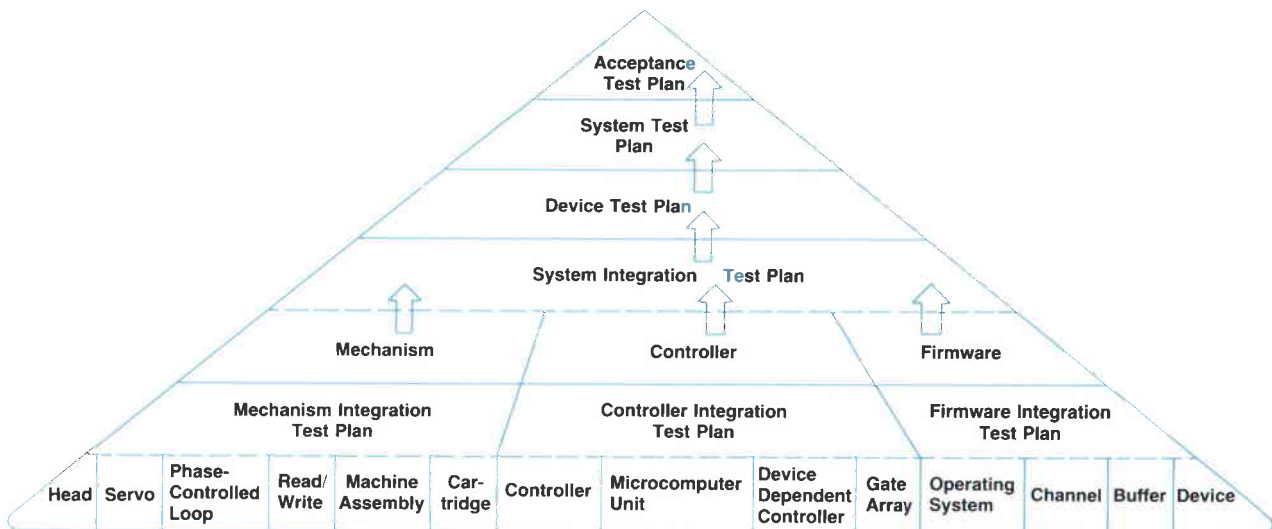 Acceptance
Test Plan
System Test
Plan
Device Test Plan
System Integration Test Plan
Mechanism
Controller
Firmware
Mechanism Integration
Test Plan
Controller Integration
Test Plan
Firmware Integration
Test Plan
Head
Servo
Phase-
Controlled
Loop
Read/
Write
Machine
Assembly
Car-
tridge
Controller
Microcomputer
Unit
Device
Dependent
Controller
Gate
Array
Operating
System
Channel
Buffer
Device